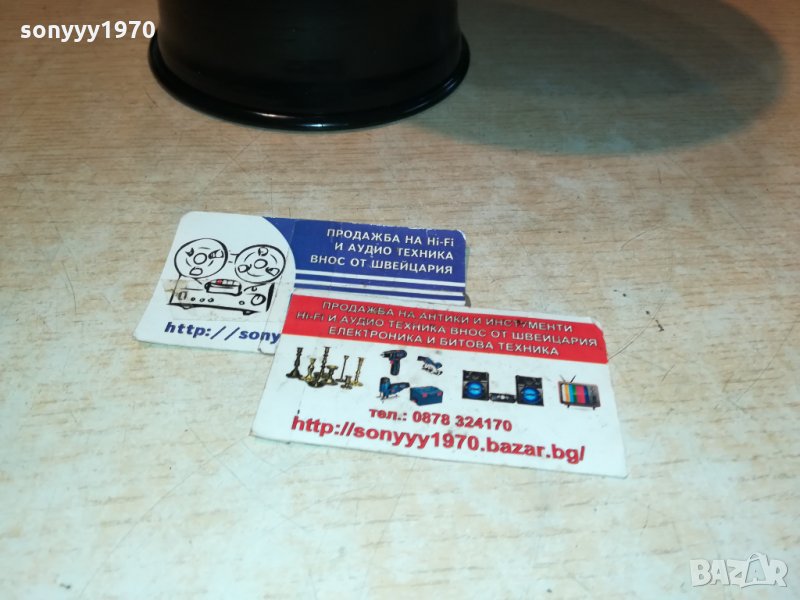 sonyyy1970
ПРОДАЖБА НА Hi-Fi
И АУДИО ТЕХНИКА
ВНОС ОТ ШВЕЙЦАРИЯ
http://sony
ПРОДАЖБА НА АНТИКИ И ИНСТУМЕНТИ
Hi-Fi И АУДИО ТЕХНИКА ВНОС ОТ ШВЕЙЦАРИЯ
ЕЛЕКТРОНИКА И БИТОВА ТЕХНИКА
тел.: 0878 324170
http://sonyyy1970.bazar.bg/
BAZAR